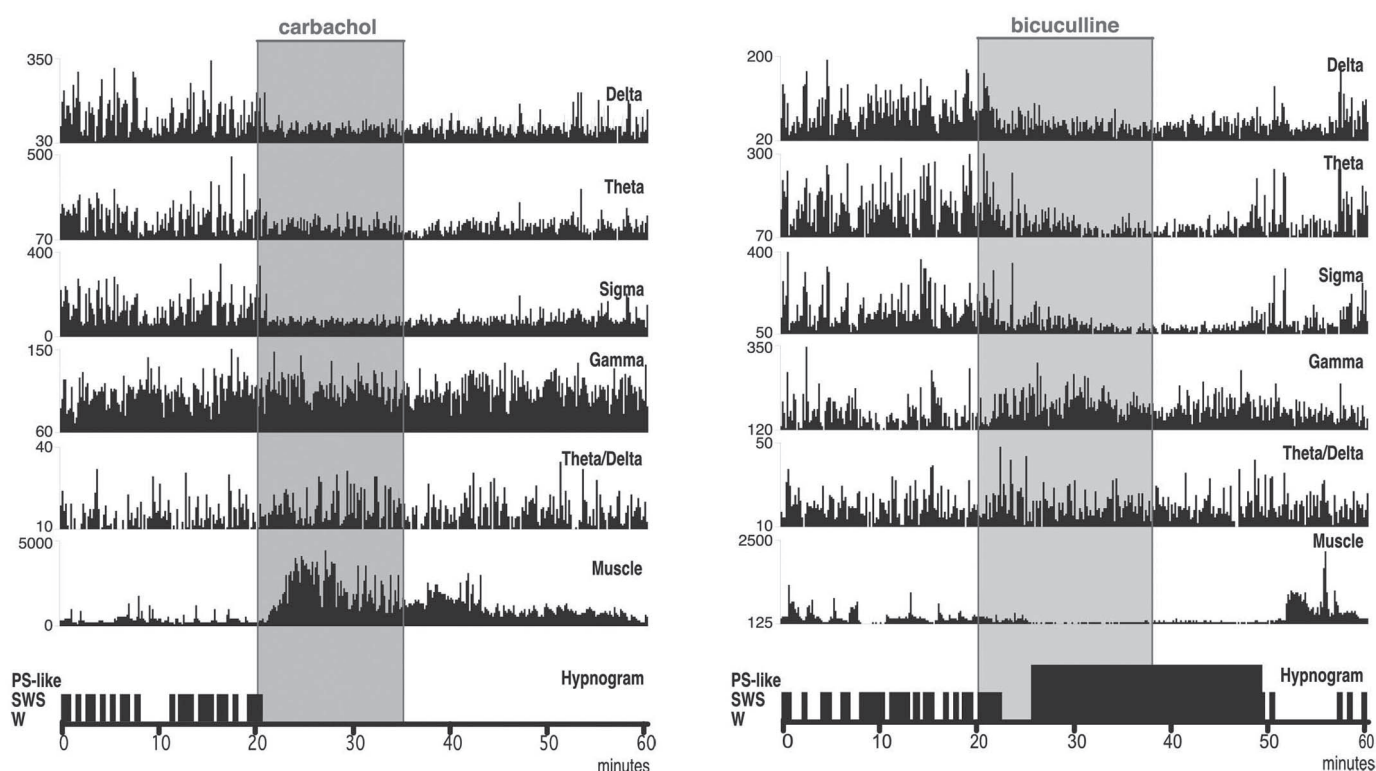 carbachol
350
Delta
30
500
Theta
70
400
Sigma
0
150
Gamma
60
40
Theta/Delta
10
5000
Muscle
0
PS-like
SWS
W
Hypnogram
0 10 20 30 40 50 60
minutes
bicuculline
200
Delta
20
300
Theta
70
400
Sigma
50
350
Gamma
120
50
Theta/Delta
10
2500
Muscle
125
PS-like
SWS
W
Hypnogram
0 10 20 30 40 50 60
minutes